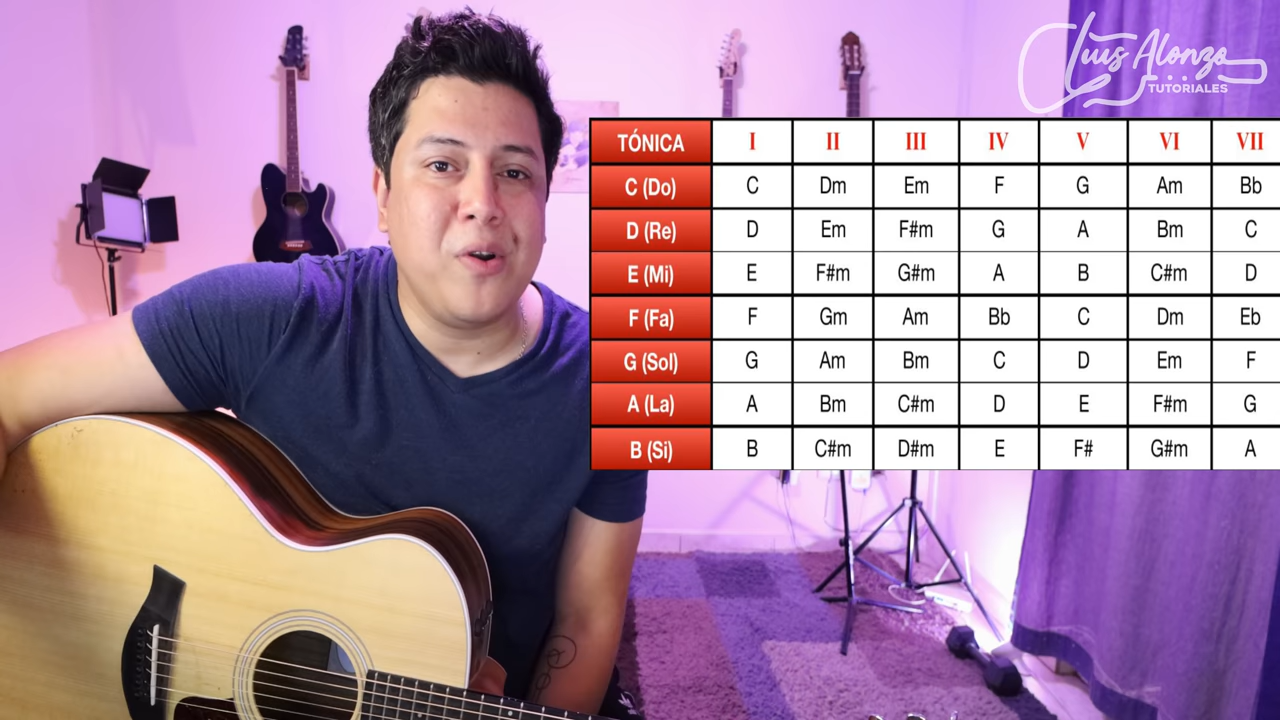 Luis Alonzo
TUTORIALES
TÓNICA I II III IV V VI VII
C (Do) C Dm Em F G Am Bb
D (Re) D Em F#m G A Bm C
E (Mi) E F#m G#m A B C#m D
F (Fa) F Gm Am Bb C Dm Eb
G (Sol) G Am Bm C D Em F
A (La) A Bm C#m D E F#m G
B (Si) B C#m D#m E F# G#m A